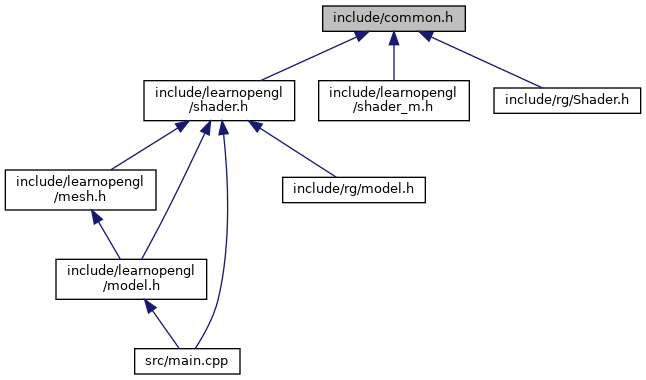 include/common.h
include/learnopengl
/shader.h
include/learnopengl
/shader_m.h
include/rg/Shader.h
include/learnopengl
/mesh.h
include/rg/model.h
include/learnopengl
/model.h
src/main.cpp